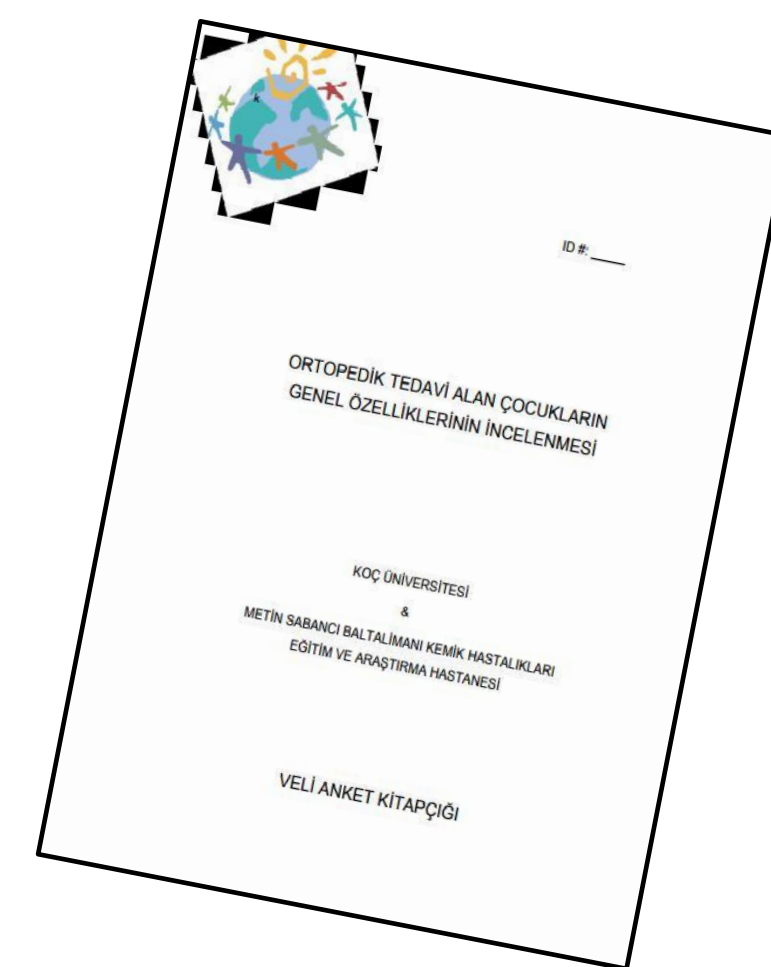 k
ID #: _____
ORTOPEDİK TEDAVİ ALAN ÇOCUKLARIN
GENEL ÖZELLİKLERİNİN İNCELENMESİ
KOÇ ÜNİVERSİTESİ
&
METİN SABANCI BALTALİMANI KEMİK HASTALIKLARI
EĞİTİM VE ARAŞTIRMA HASTANESİ
VELİ ANKET KİTAPÇIĞI